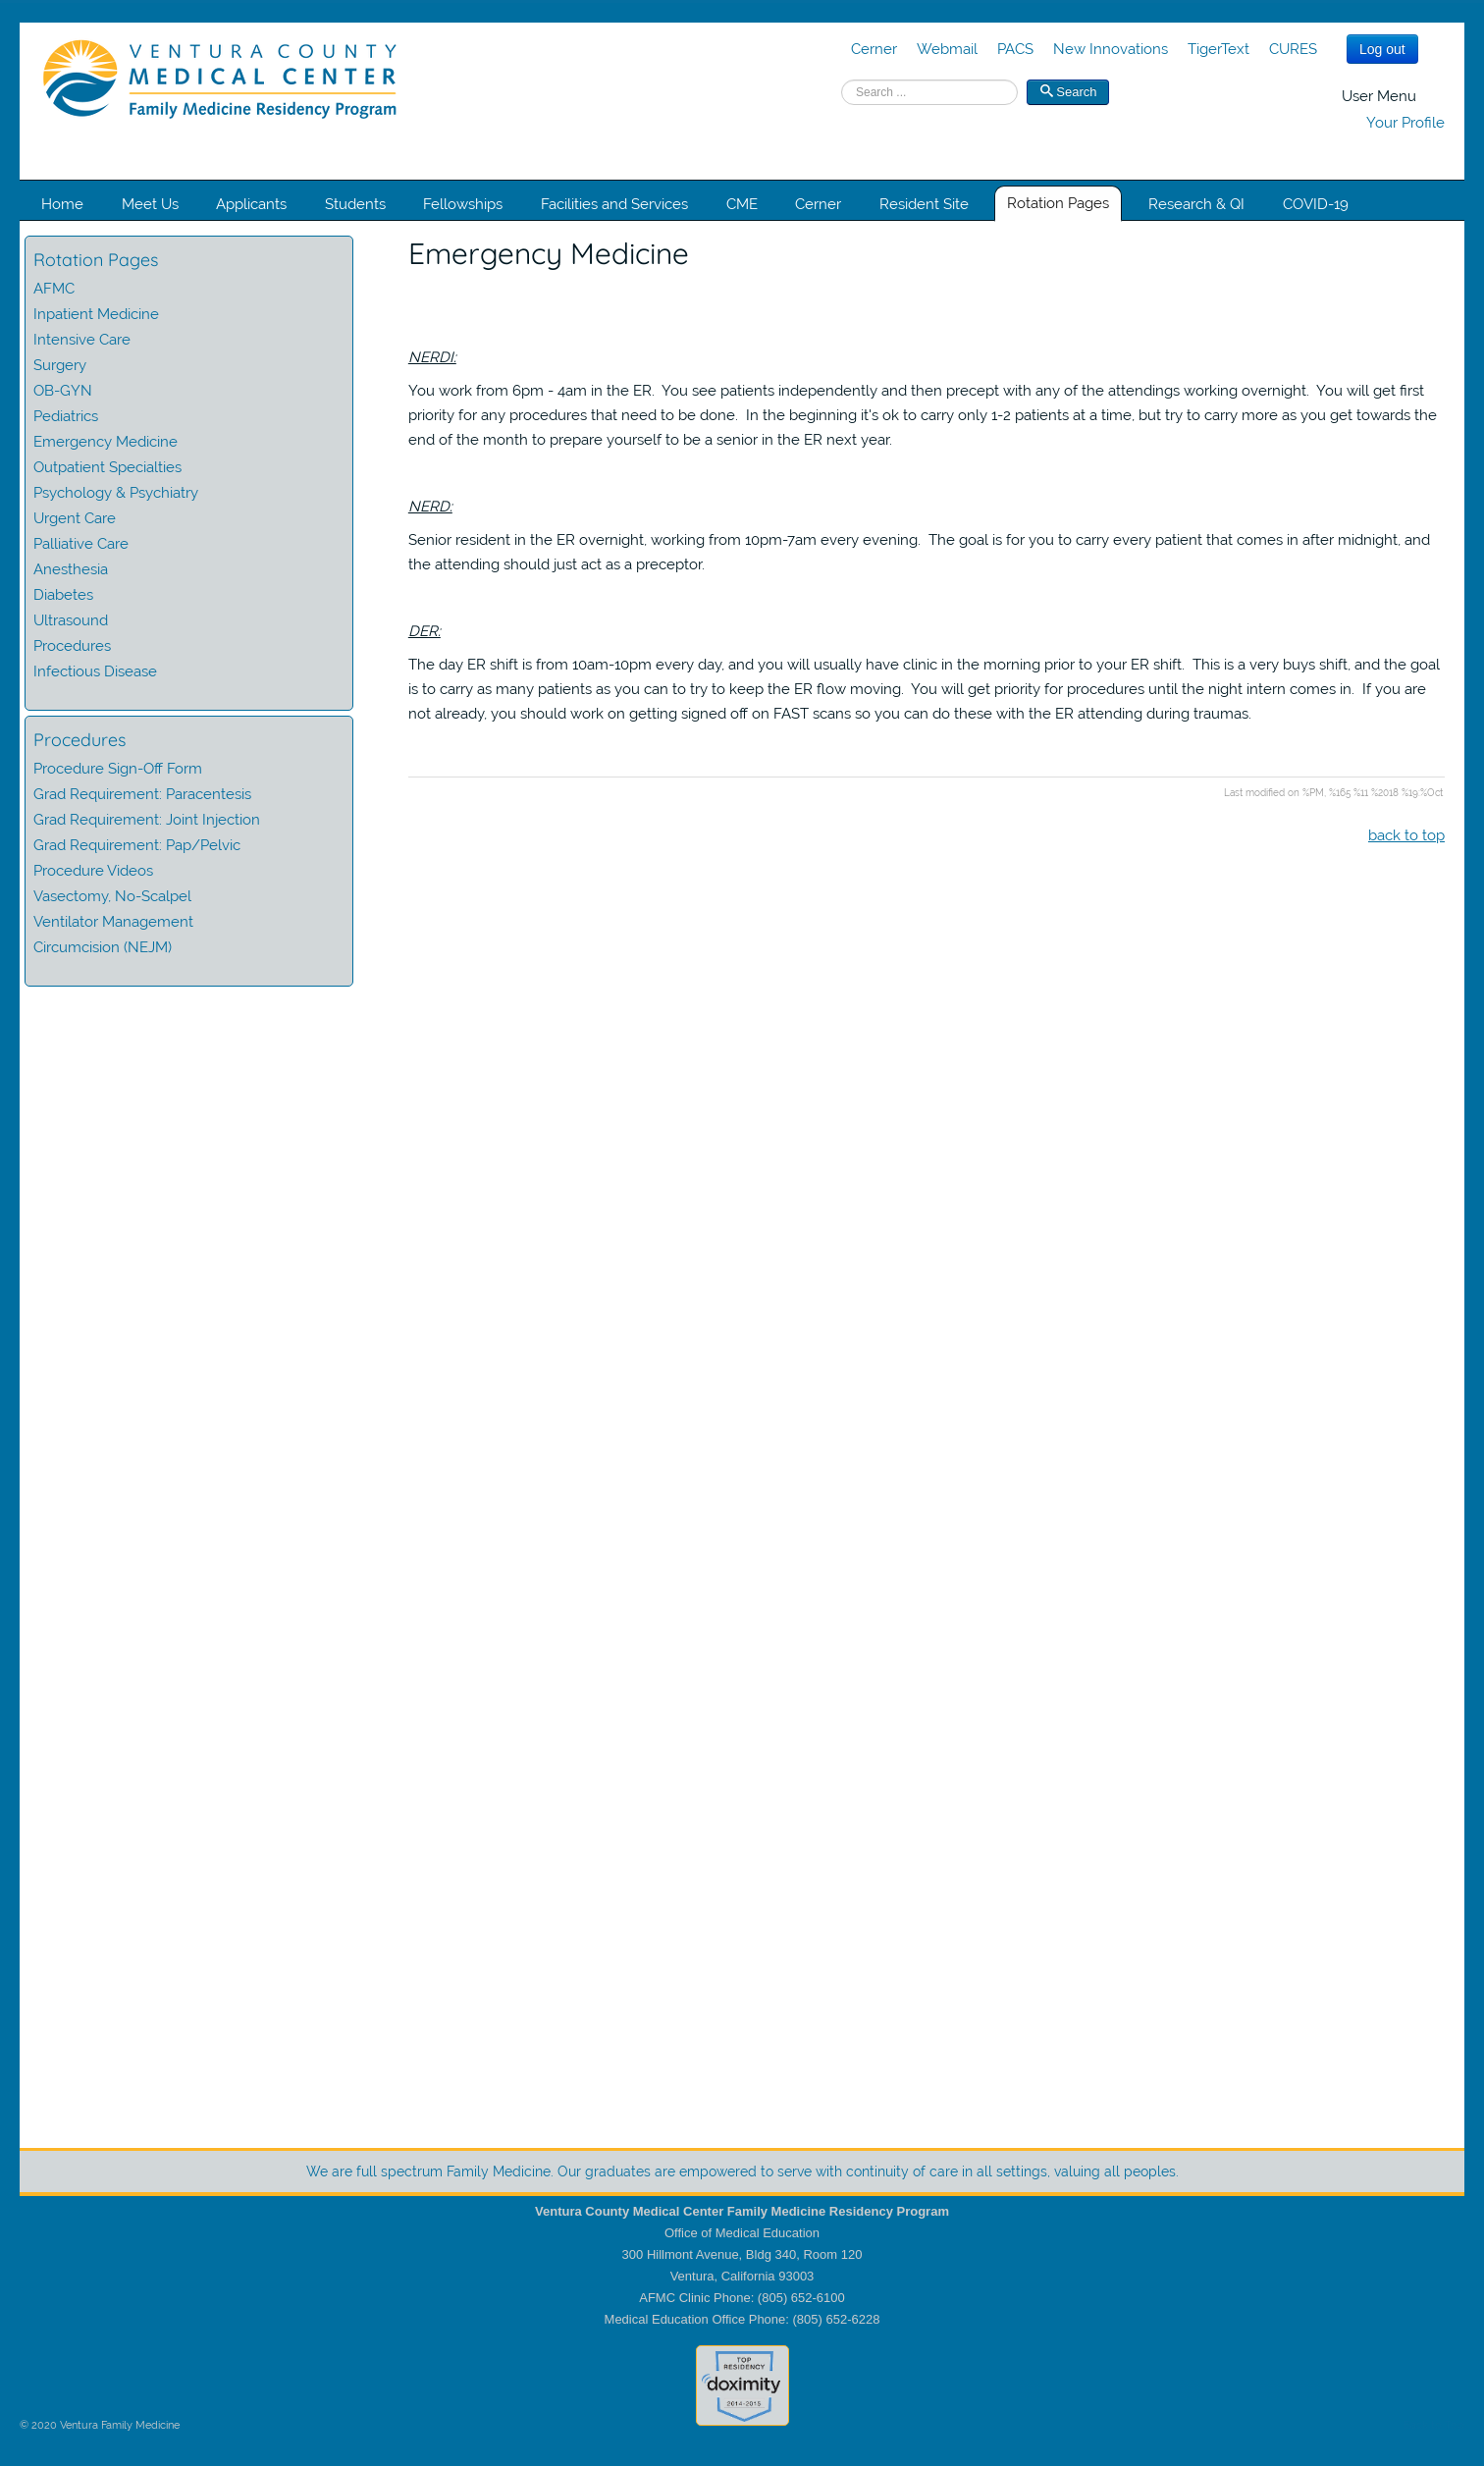 VENTURA COUNTY
MEDICAL CENTER
Family Medicine Residency Program
Cerner Webmail PACS New Innovations TigerText CURES
Log out
Search ...
Search
User Menu
Your Profile
Home Meet Us Applicants Students Fellowships Facilities and Services CME Cerner Resident Site Rotation Pages Research & QI COVID-19
Rotation Pages
AFMC
Inpatient Medicine
Intensive Care
Surgery
OB-GYN
Pediatrics
Emergency Medicine
Outpatient Specialties
Psychology & Psychiatry
Urgent Care
Palliative Care
Anesthesia
Diabetes
Ultrasound
Procedures
Infectious Disease
Procedures
Procedure Sign-Off Form
Grad Requirement: Paracentesis
Grad Requirement: Joint Injection
Grad Requirement: Pap/Pelvic
Procedure Videos
Vasectomy, No-Scalpel
Ventilator Management
Circumcision (NEJM)
Emergency Medicine
NERDI:
You work from 6pm - 4am in the ER. You see patients independently and then precept with any of the attendings working overnight. You will get first
priority for any procedures that need to be done. In the beginning it's ok to carry only 1-2 patients at a time, but try to carry more as you get towards the
end of the month to prepare yourself to be a senior in the ER next year.
NERD:
Senior resident in the ER overnight, working from 10pm-7am every evening. The goal is for you to carry every patient that comes in after midnight, and
the attending should just act as a preceptor.
DER:
The day ER shift is from 10am-10pm every day, and you will usually have clinic in the morning prior to your ER shift. This is a very buys shift, and the goal
is to carry as many patients as you can to try to keep the ER flow moving. You will get priority for procedures until the night intern comes in. If you are
not already, you should work on getting signed off on FAST scans so you can do these with the ER attending during traumas.
Last modified on %PM, %165 %11 %2018 %19:%Oct
back to top
We are full spectrum Family Medicine. Our graduates are empowered to serve with continuity of care in all settings, valuing all peoples.
Ventura County Medical Center Family Medicine Residency Program
Office of Medical Education
300 Hillmont Avenue, Bldg 340, Room 120
Ventura, California 93003
AFMC Clinic Phone: (805) 652-6100
Medical Education Office Phone: (805) 652-6228
TOP
RESIDENCY
doximity
2014-2015
© 2020 Ventura Family Medicine